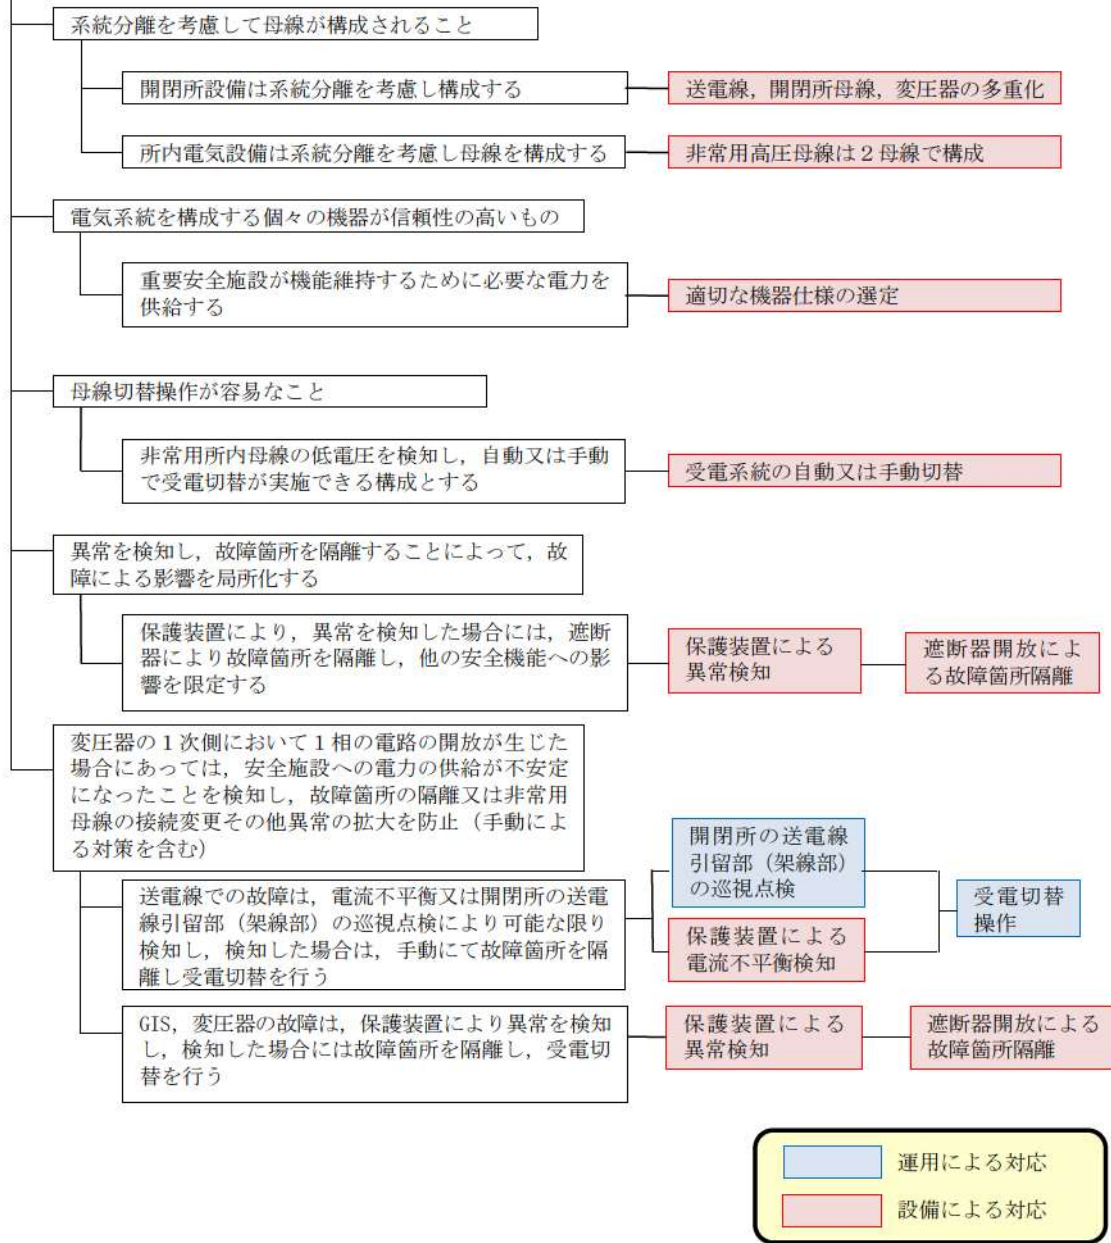 系統分離を考慮して母線が構成されること
開閉所設備は系統分離を考慮し構成する
送電線，開閉所母線，変圧器の多重化
所内電気設備は系統分離を考慮し母線を構成する
非常用高圧母線は２母線で構成
電気系統を構成する個々の機器が信頼性の高いもの
重要安全施設が機能維持するために必要な電力を
供給する
適切な機器仕様の選定
母線切替操作が容易なこと
非常用所内母線の低電圧を検知し，自動又は手動
で受電切替が実施できる構成とする
受電系統の自動又は手動切替
異常を検知し，故障箇所を隔離することによって，故
障による影響を局所化する
保護装置により，異常を検知した場合には，遮断
器により故障箇所を隔離し，他の安全機能への影
響を限定する
保護装置による
異常検知
遮断器開放によ
る故障箇所隔離
変圧器の１次側において１相の電路の開放が生じた
場合にあっては，安全施設への電力の供給が不安定
になったことを検知し，故障箇所の隔離又は非常用
母線の接続変更その他異常の拡大を防止（手動によ
る対策を含む）
送電線での故障は，電流不平衡又は開閉所の送電
線引留部（架線部）の巡視点検により可能な限り
検知し，検知した場合は，手動にて故障箇所を隔
離し受電切替を行う
開閉所の送電線
引留部（架線部）
の巡視点検
保護装置による
電流不平衡検知
受電切替
操作
GIS，変圧器の故障は，保護装置により異常を検知
し，検知した場合には故障箇所を隔離し，受電切
替を行う
保護装置による
異常検知
遮断器開放による
故障箇所隔離
運用による対応
設備による対応